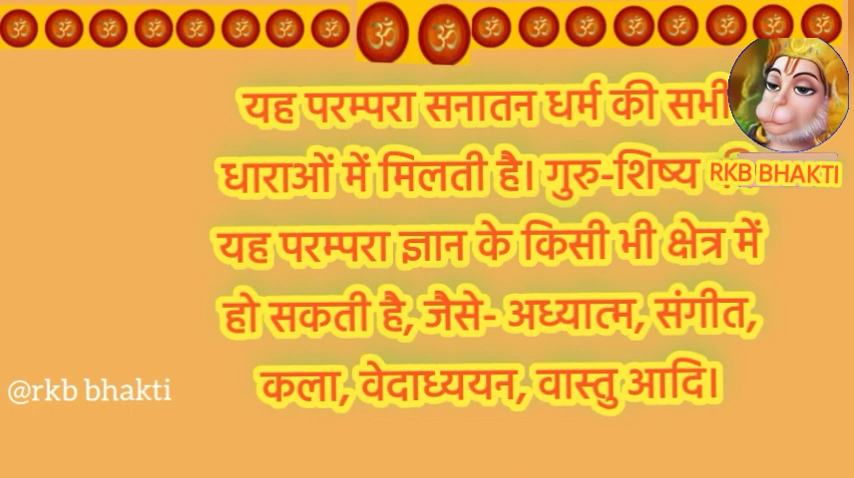 यह परम्परा सनातन धर्म की सभी
धाराओं में मिलती है। गुरु-शिष्य
RKB BHAKTI
यह परम्परा ज्ञान के किसी भी क्षेत्र में
हो सकती है, जैसे- अध्यात्म, संगीत,
@rkb bhakti
कला, वेदाध्ययन, वास्तु आदि।